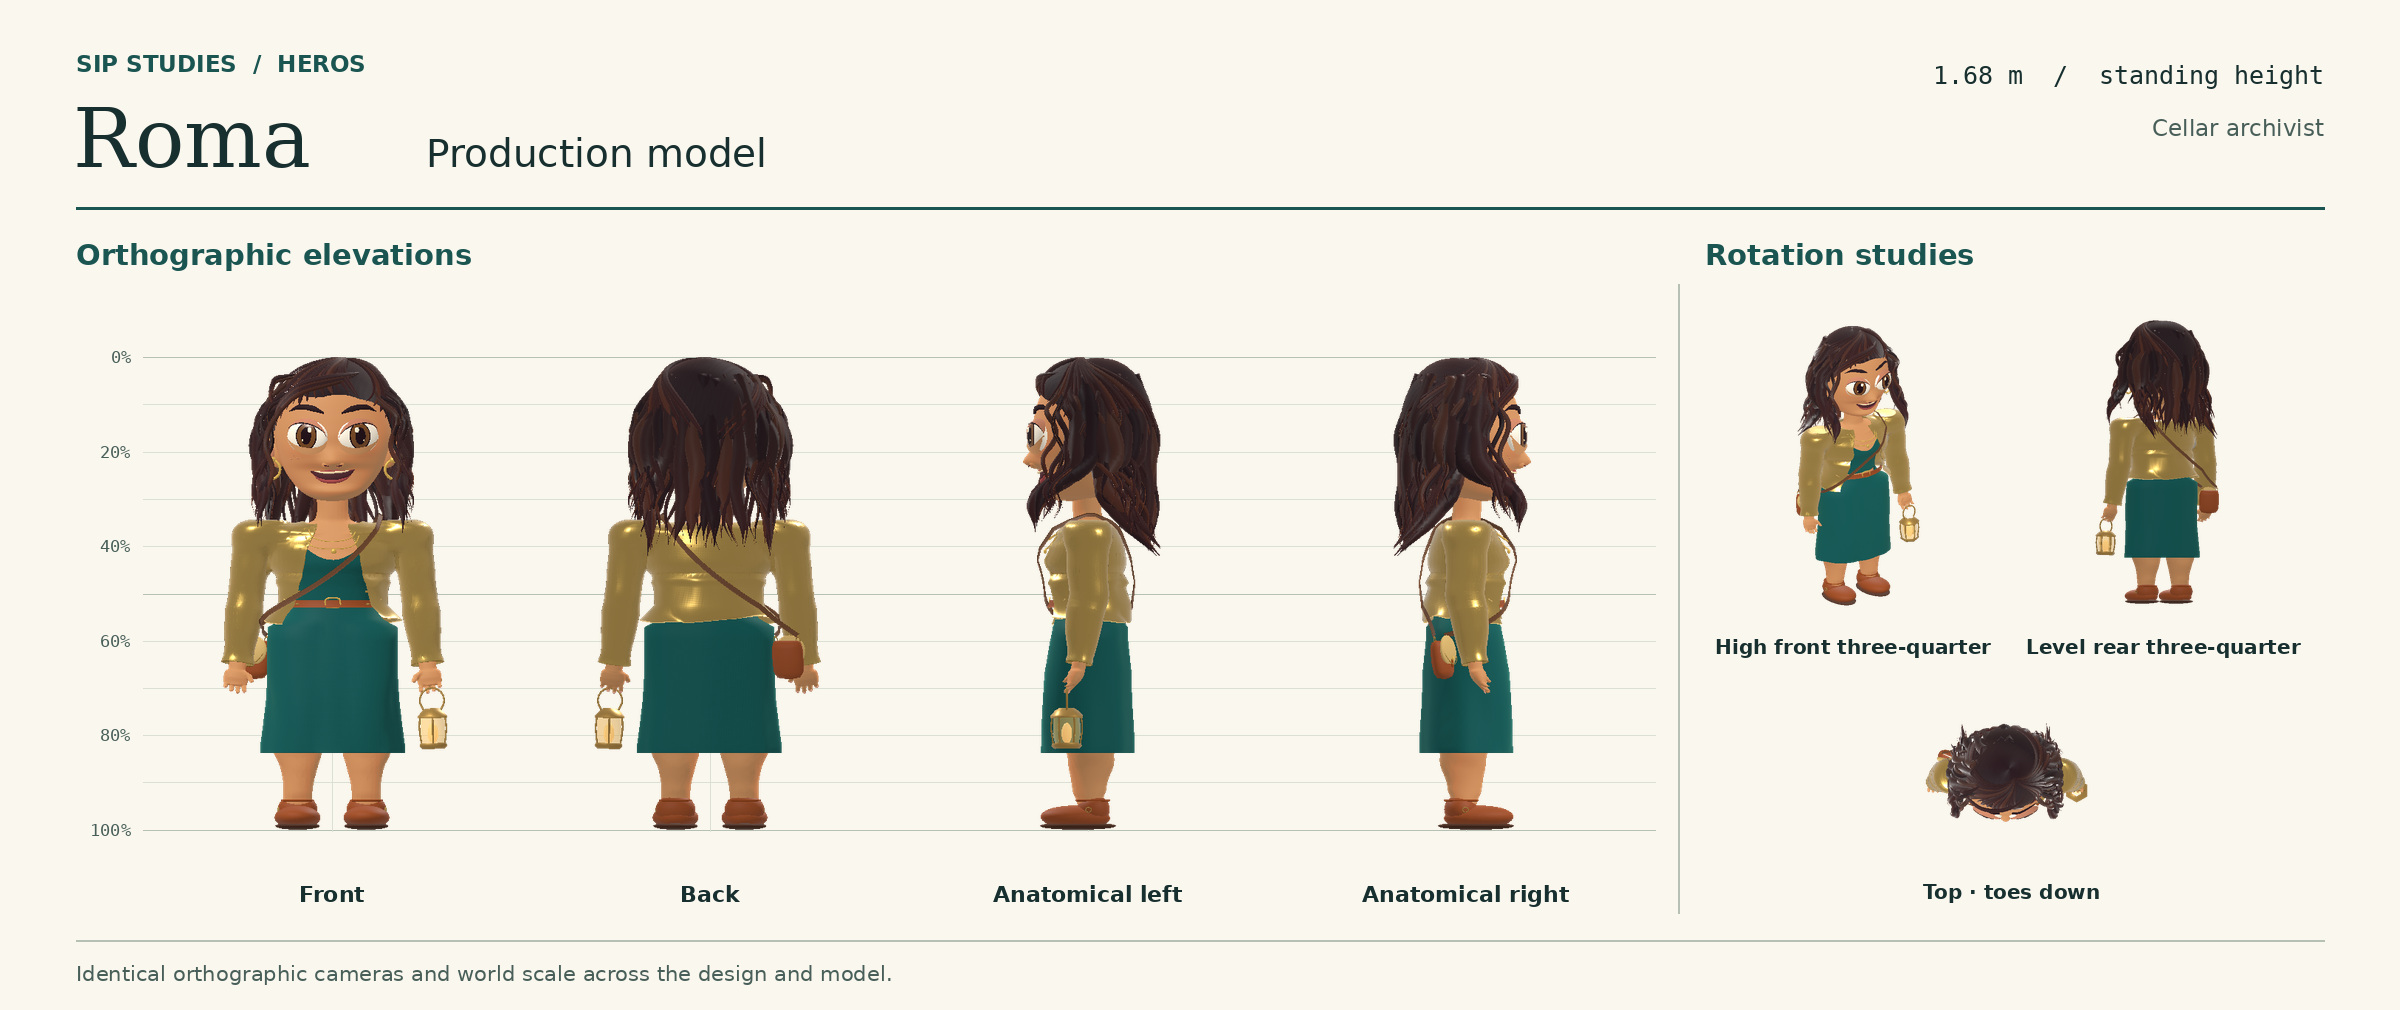 SIP STUDIES / HEROS
Roma
Production model
1.68 m / standing height
Cellar archivist
Orthographic elevations
Rotation studies
0%
20%
40%
60%
80%
100%
Front
Back
Anatomical left
Anatomical right
High front three-quarter
Level rear three-quarter
Top · toes down
Identical orthographic cameras and world scale across the design and model.